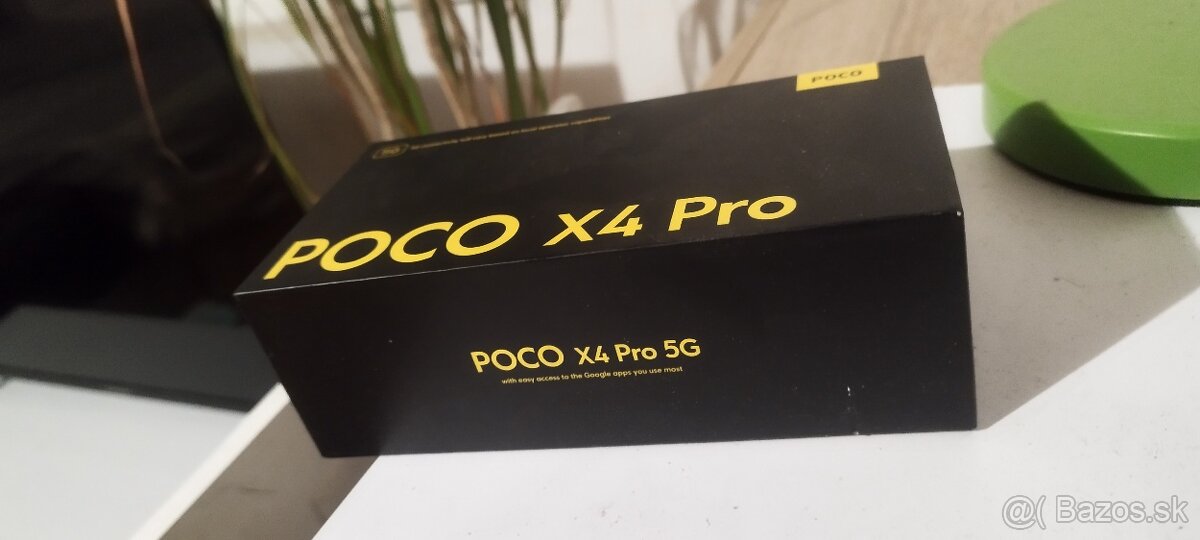 POCO
POCO X4 Pro
POCO X4 Pro 5G
with easy access to the Google apps you use most
@( Bazos.sk